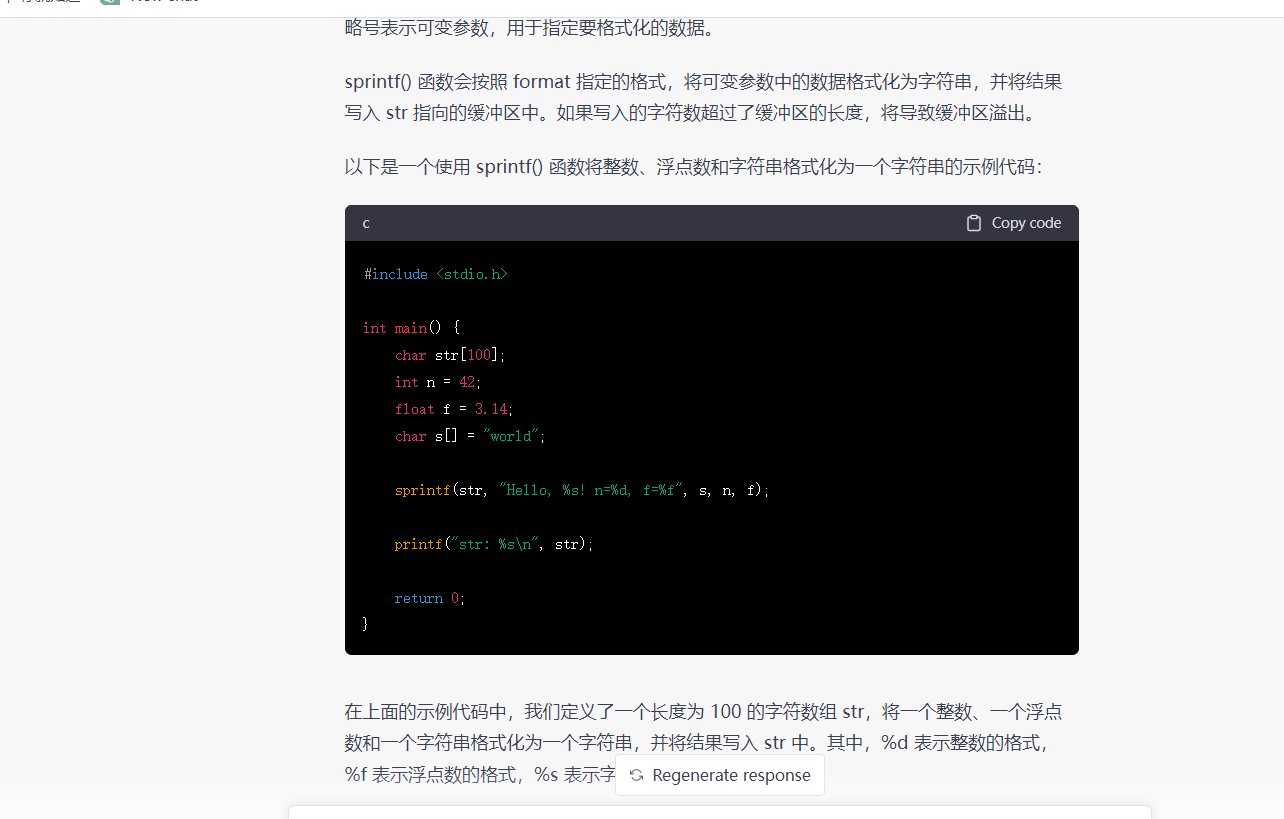 略号表示可变参数，用于指定要格式化的数据。
sprintf() 函数会按照 format 指定的格式，将可变参数中的数据格式化为字符串，并将结果
写入 str 指向的缓冲区中。如果写入的字符数超过了缓冲区的长度，将导致缓冲区溢出。
以下是一个使用 sprintf() 函数将整数、浮点数和字符串格式化为一个字符串的示例代码：
c Copy code
#include <stdio.h>
int main() {
char str[100];
int n = 42;
float f = 3.14;
char s[] = "world";
sprintf(str, "Hello, %s! n=%d, f=%f", s, n, f);
printf("str: %s\n", str);
return 0;
}
在上面的示例代码中，我们定义了一个长度为 100 的字符数组 str，将一个整数、一个浮点
数和一个字符串格式化为一个字符串，并将结果写入 str 中。其中，%d 表示整数的格式，
%f 表示浮点数的格式，%s 表示字
Regenerate response